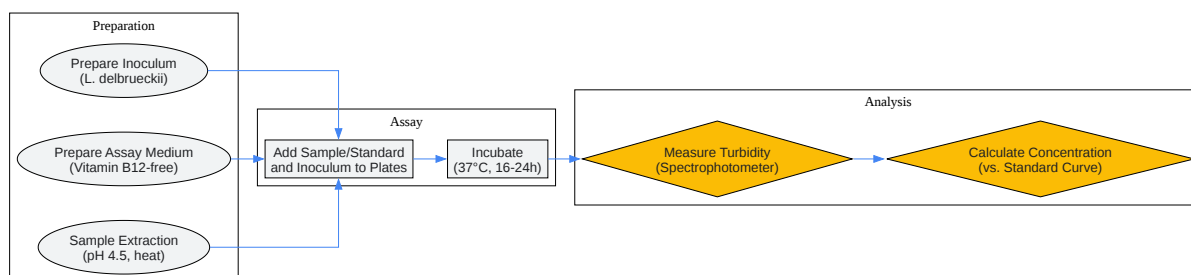 Preparation
Prepare Inoculum
(L. delbrueckii)
Prepare Assay Medium
(Vitamin B12-free)
Sample Extraction
(pH 4.5, heat)
Assay
Add Sample/Standard
and Inoculum to Plates
Incubate
(37°C, 16-24h)
Analysis
Measure Turbidity
(Spectrophotometer)
Calculate Concentration
(vs. Standard Curve)